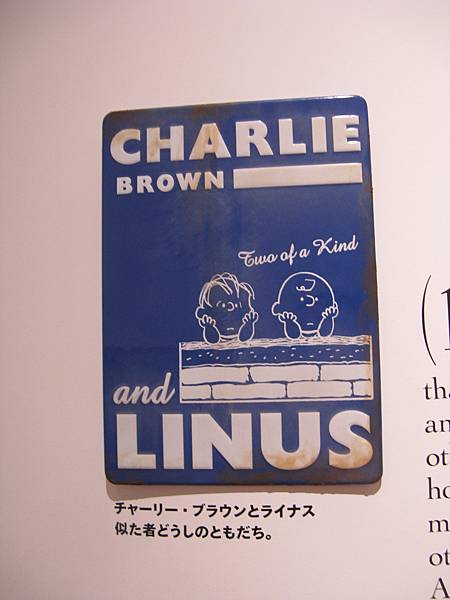 CHARLIE
BROWN
Two of a Kind
and
LINUS
チャーリー・ブラウンとライナス
似た者どうしのともだち。